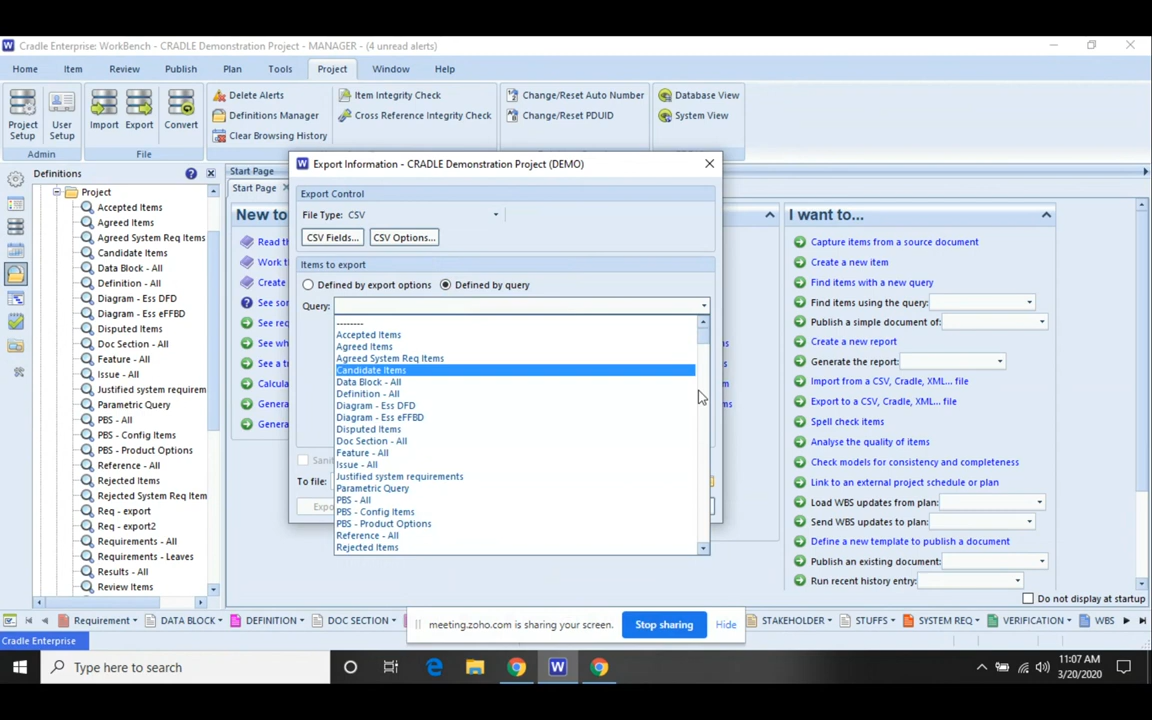 Cradle Enterprise: WorkBench - CRADLE Demonstration Project - MANAGER - (4 unread alerts)
Home Item Review Publish Plan Tools Project Window Help
Project Setup
User Setup
Import
Export
Convert
Delete Alerts
Definitions Manager
Clear Browsing History
Item Integrity Check
Cross Reference Integrity Check
Change/Reset Auto Number
Change/Reset PDUID
Database View
System View
Admin
File
Definitions
Project
Accepted Items
Agreed Items
Agreed System Req Items
Candidate Items
Data Block - All
Definition - All
Diagram - Ess DFD
Diagram - Ess eFFBD
Disputed Items
Doc Section - All
Feature - All
Issue - All
Justified system requirem
Parametric Query
PBS - All
PBS - Config Items
PBS - Product Options
Reference - All
Rejected Items
Rejected System Req Item
Req - export
Req - export2
Requirements - All
Requirements - Leaves
Results - All
Review Items
Start Page
Start Page
New to
Read th
Work th
Create
See so
See req
See r
See a t
Calcula
Genera
Genera
Export Information - CRADLE Demonstration Project (DEMO)
Export Control
File Type: CSV
CSV Fields...
CSV Options...
Items to export
Defined by export options
Defined by query
Query:
--------
Accepted Items
Agreed Items
Agreed System Req Items
Candidate Items
Data Block - All
Definition - All
Diagram - Ess DFD
Diagram - Ess eFFBD
Disputed Items
Doc Section - All
Feature - All
Issue - All
Justified system requirements
Parametric Query
PBS - All
PBS - Config Items
PBS - Product Options
Reference - All
Rejected Items
Sani
To file:
Expo
I want to...
Capture items from a source document
Create a new item
Find items with a new query
Find items using the query:
Publish a simple document of:
Create a new report
Generate the report:
Import from a CSV, Cradle, XML... file
Export to a CSV, Cradle, XML... file
Spell check items
Analyse the quality of items
Check models for consistency and completeness
Link to an external project schedule or plan
Load WBS updates from plan:
Send WBS updates to plan:
Define a new template to publish a document
Publish an existing document:
Run recent history entry:
Do not display at startup
Requirement DATA BLOCK DEFINITION DOC SECTION STAKEHOLDER STUFFS SYSTEM REQ VERIFICATION WBS
meeting.zoho.com is sharing your screen. Stop sharing Hide
Cradle Enterprise
Type here to search
11:07 AM
3/20/2020